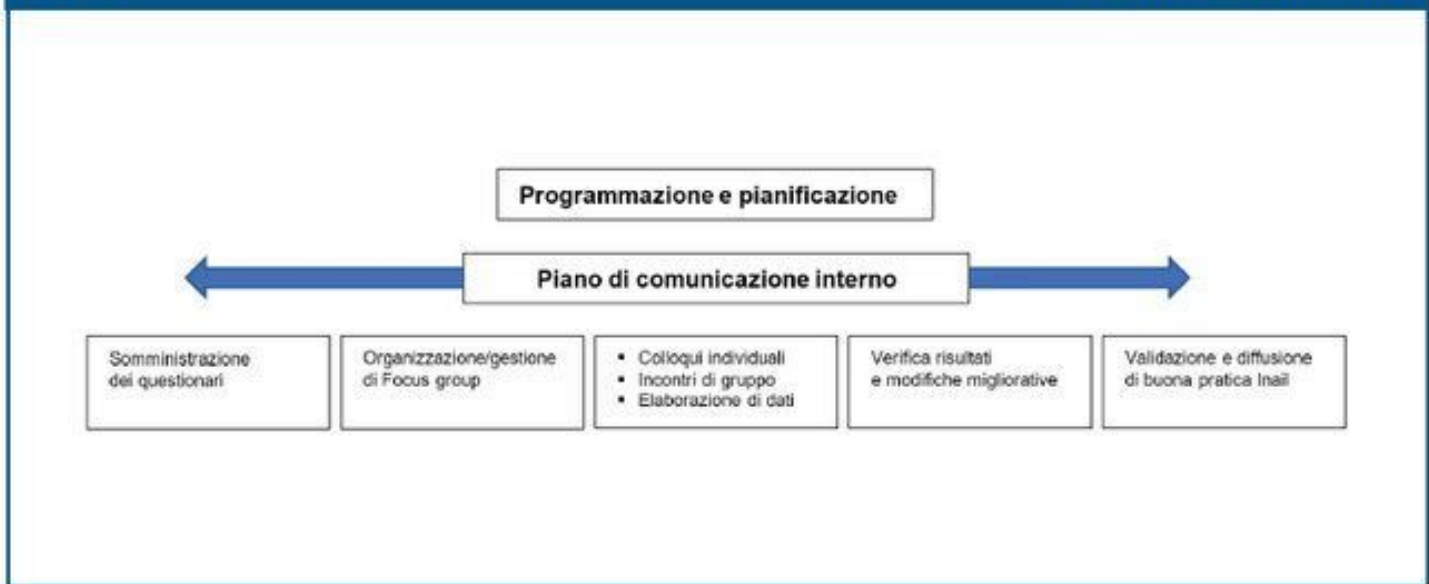 Programmazione e pianificazione
Piano di comunicazione interno
Somministrazione
dei questionari
Organizzazione/gestione
di Focus group
▪ Colloqui individuali
▪ Incontri di gruppo
▪ Elaborazione di dati
Verifica risultati
e modifiche migliorative
Validazione e diffusione
di buona pratica Inail